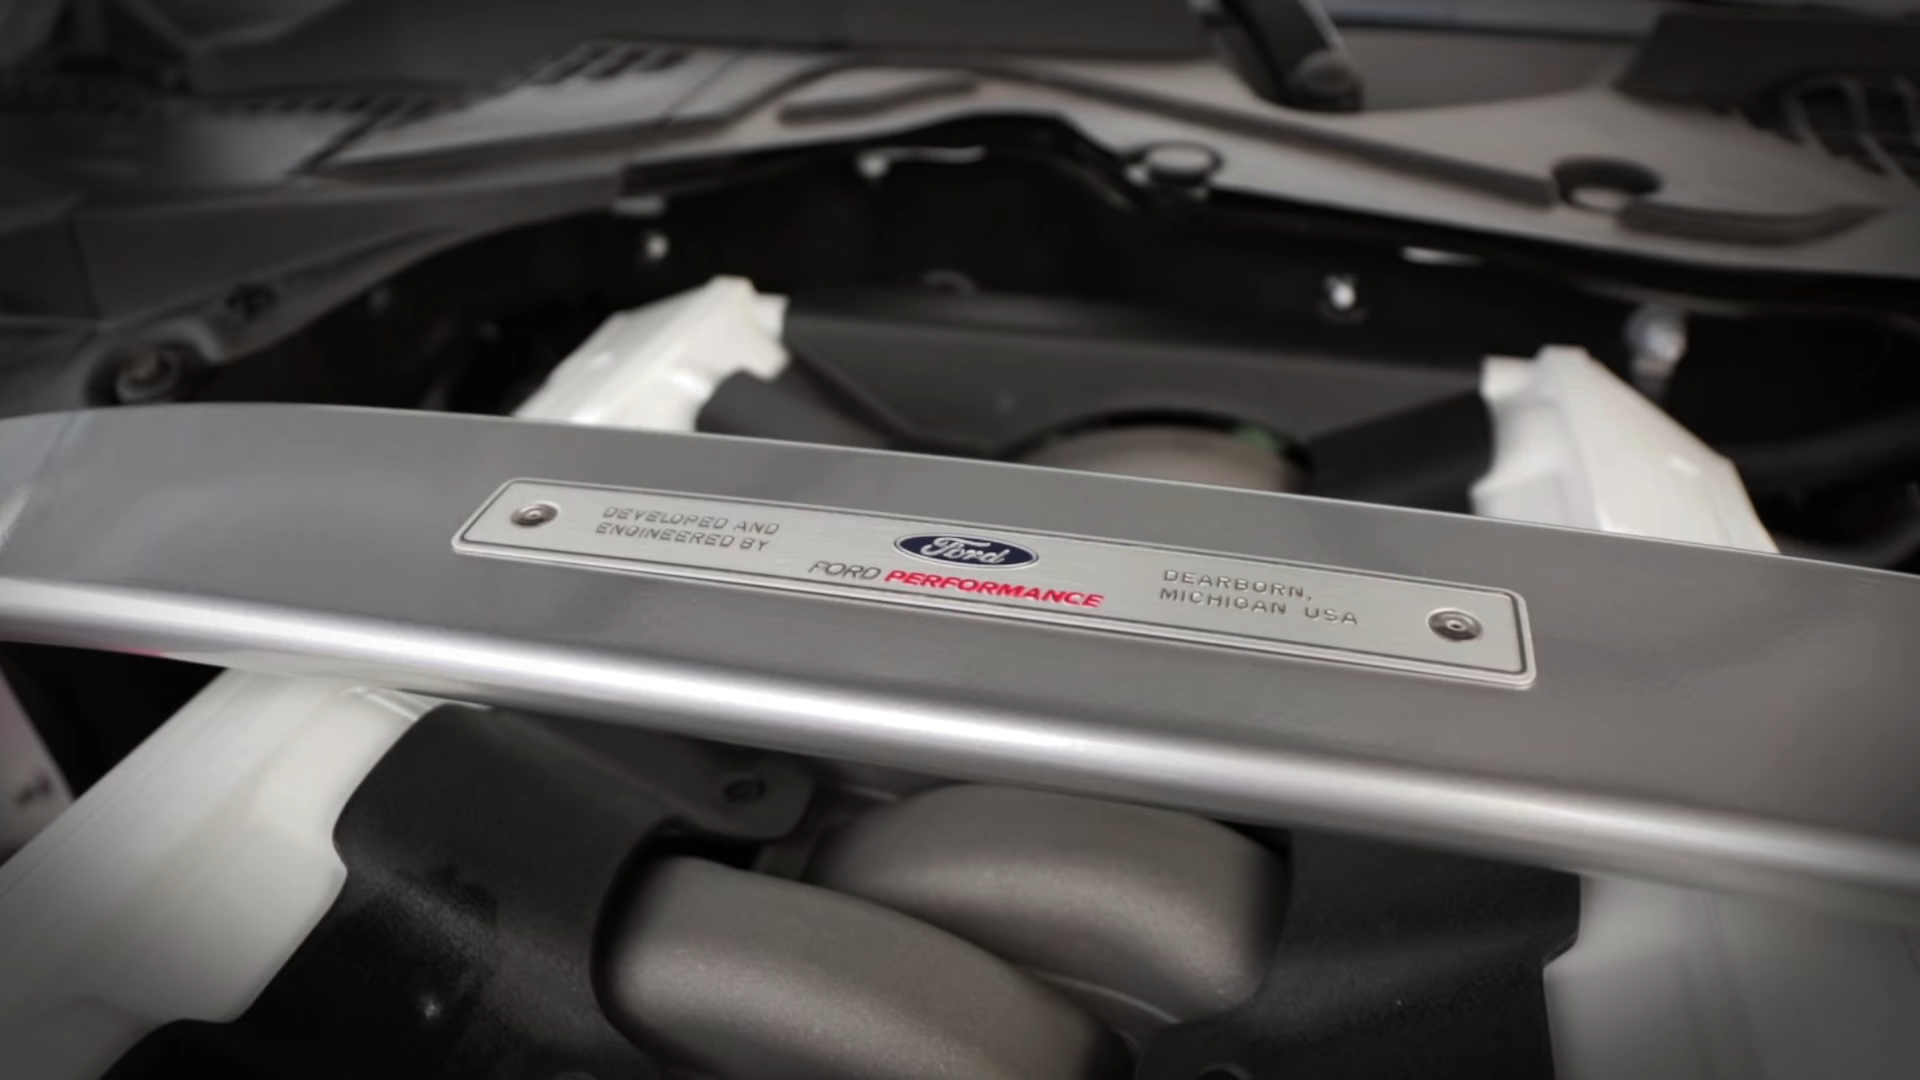 DEVELOPED AND
ENGINEERED BY
Ford
FORD PERFORMANCE
DEARBORN,
MICHIGAN USA